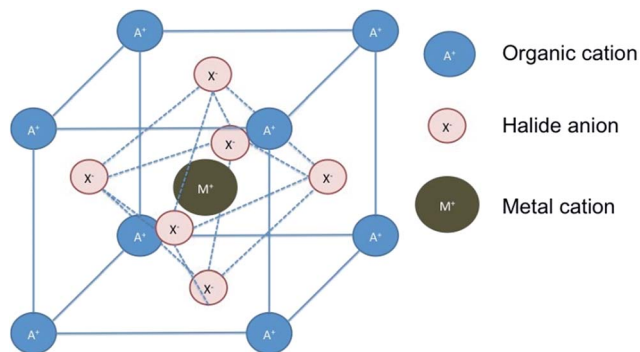 A⁺ A⁺
X⁻
Organic cation
A⁺ A⁺
X⁻
Halide anion
X⁻ X⁻
M⁺
Metal cation
M⁺
X⁻
A⁺ A⁺
X⁻
A⁺ A⁺